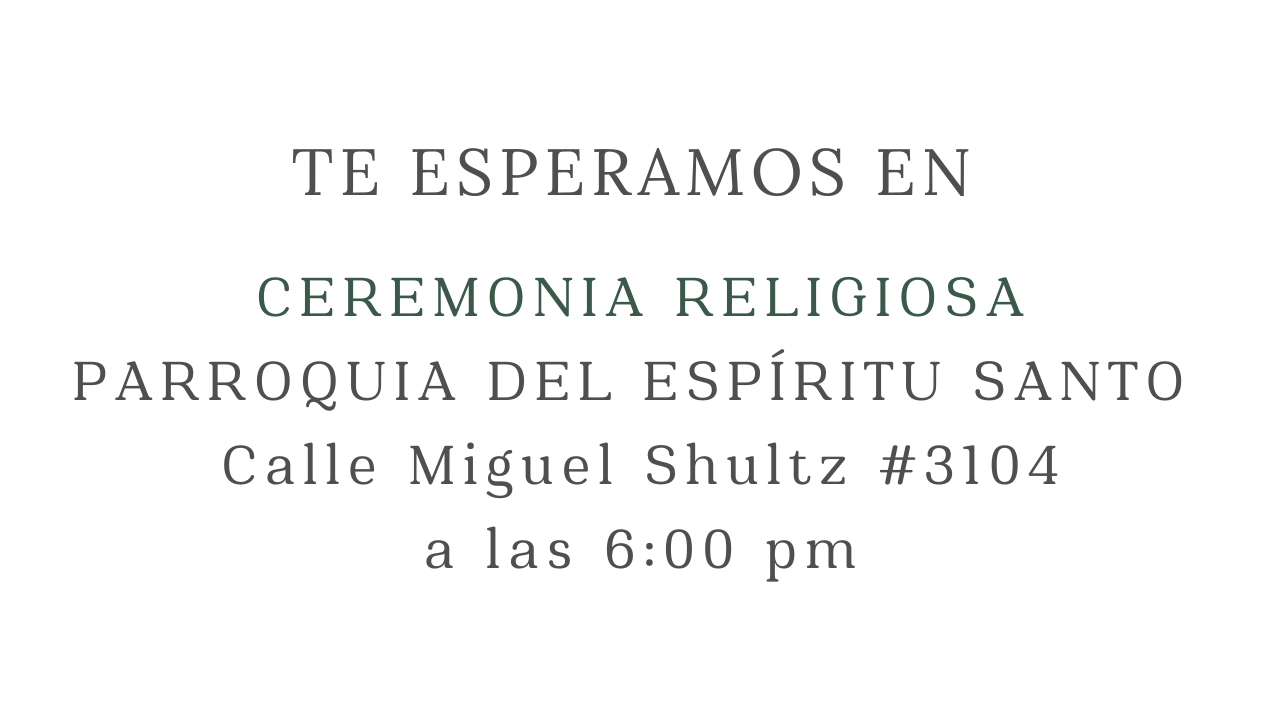 TE ESPERAMOS EN
CEREMONIA RELIGIOSA
PARROQUIA DEL ESPÍRITU SANTO
Calle Miguel Shultz #3104
a las 6:00 pm